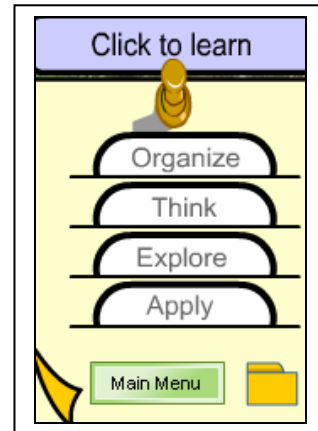 Click to learn
Organize
Think
Explore
Apply
Main Menu